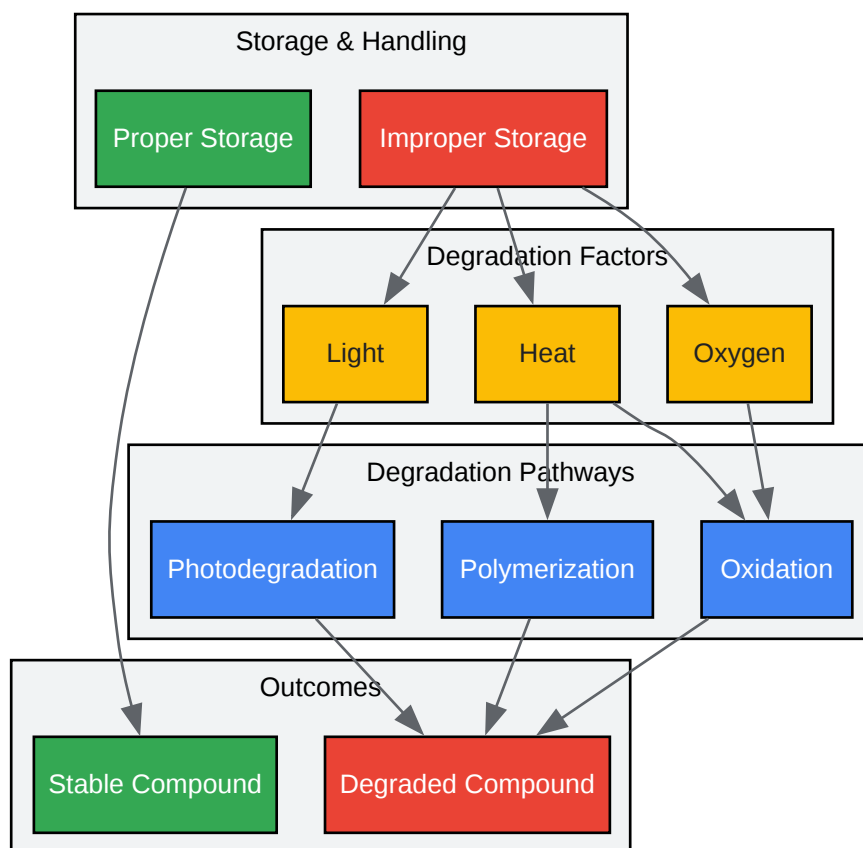 Storage & Handling
Proper Storage
Improper Storage
Degradation Factors
Light
Heat
Oxygen
Degradation Pathways
Photodegradation
Polymerization
Oxidation
Outcomes
Stable Compound
Degraded Compound